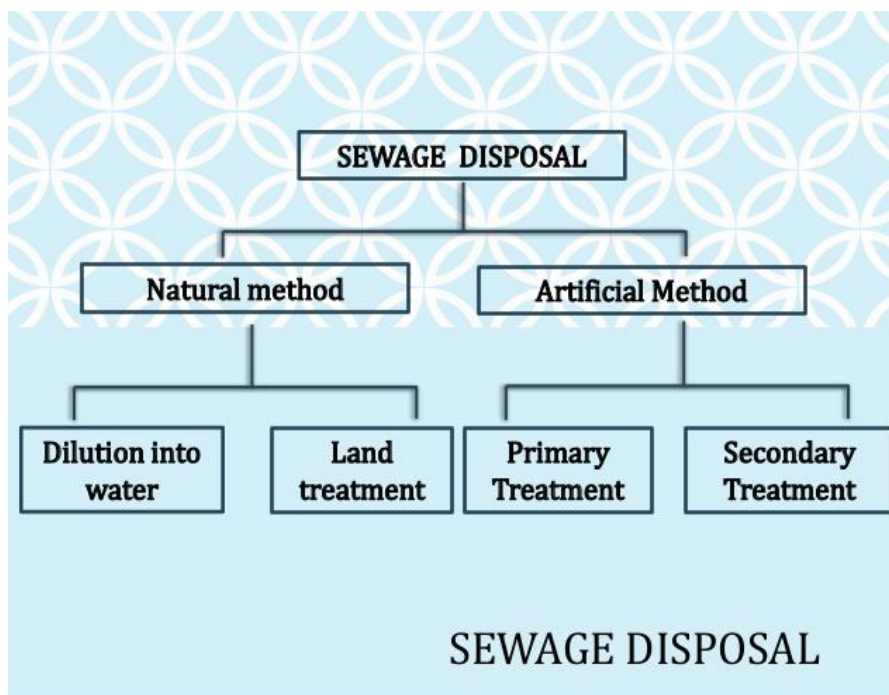 SEWAGE DISPOSAL
Natural method
Artificial Method
Dilution into
water
Land
treatment
Primary
Treatment
Secondary
Treatment
SEWAGE DISPOSAL